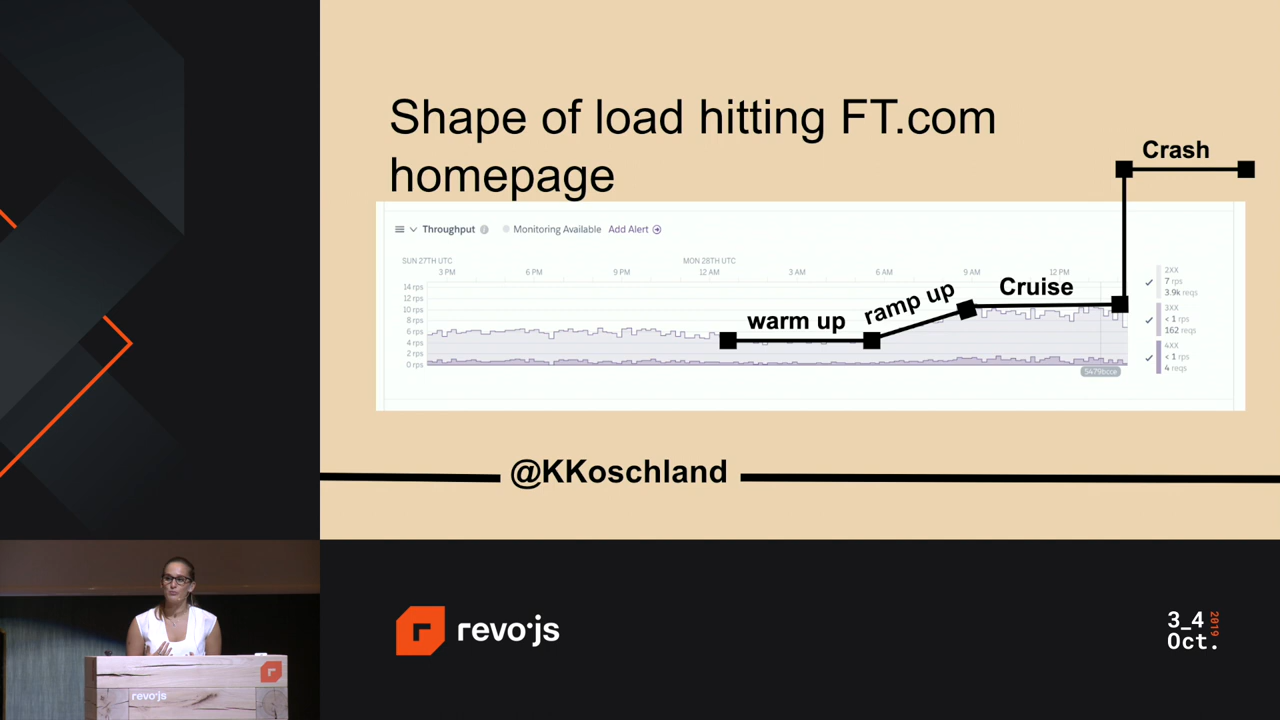 Shape of load hitting FT.com
homepage
Crash
Throughput
Monitoring Available
Add Alert
SUN 27TH UTC
MON 28TH UTC
3 PM
6 PM
9 PM
12 AM
3 AM
6 AM
9 AM
12 PM
14 rps
12 rps
10 rps
8 rps
6 rps
4 rps
2 rps
0 rps
warm up
ramp up
Cruise
2XX
7 rps
3.9k reqs
3XX
< 1 rps
162 reqs
4XX
< 1 rps
4 reqs
5479bcce
@KKoschland
r revo.js
3_4
Oct.
2019
r
revo.js